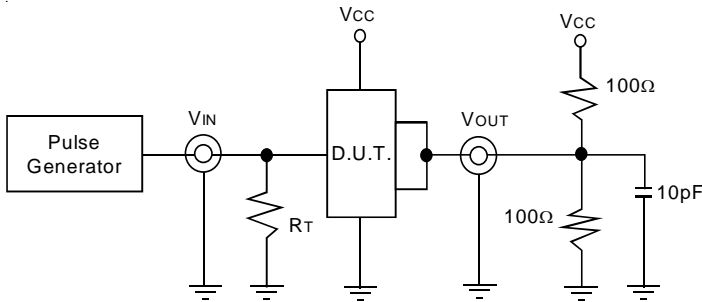 VCC
VCC
100Ω
VIN
VOUT
Pulse
Generator
D.U.T.
10pF
RT
100Ω